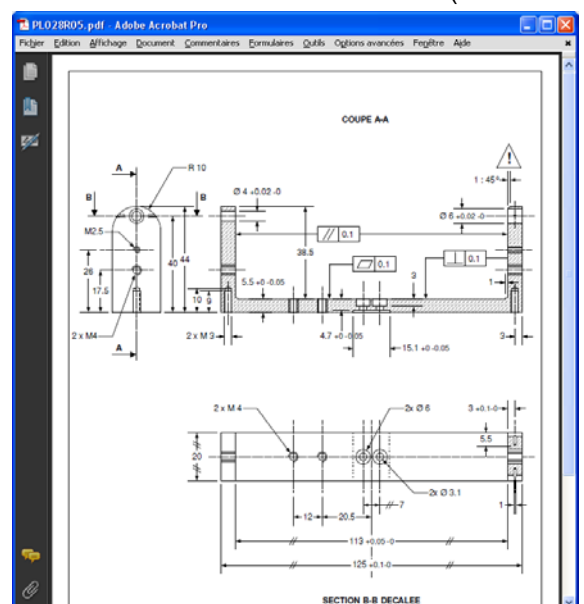 PL028R05.pdf - Adobe Acrobat Pro
Fichier Edition Affichage Document Commentaires Formulaires Outils Options avancées Fenêtre Aide
COUPE A-A
A
R 10
1 : 45°
B
B
Ø 4 +0.02 -0
Ø 6 +0.02 -0
M2.5
// 0.1
0.1
0.1
38.5
40
44
26
17.5
5.5 +0 -0.05
3
1
10
9
2 x M4
A
2 x M 3
4.7 +0 -0.05
15.1 +0 -0.05
3
2 x M 4
2x Ø 6
3 +0.1-0
5.5
20
2x Ø 3.1
7
12
20.5
1
113 +0.05 -0
125 +0.1-0
SECTION B-B DECALEE